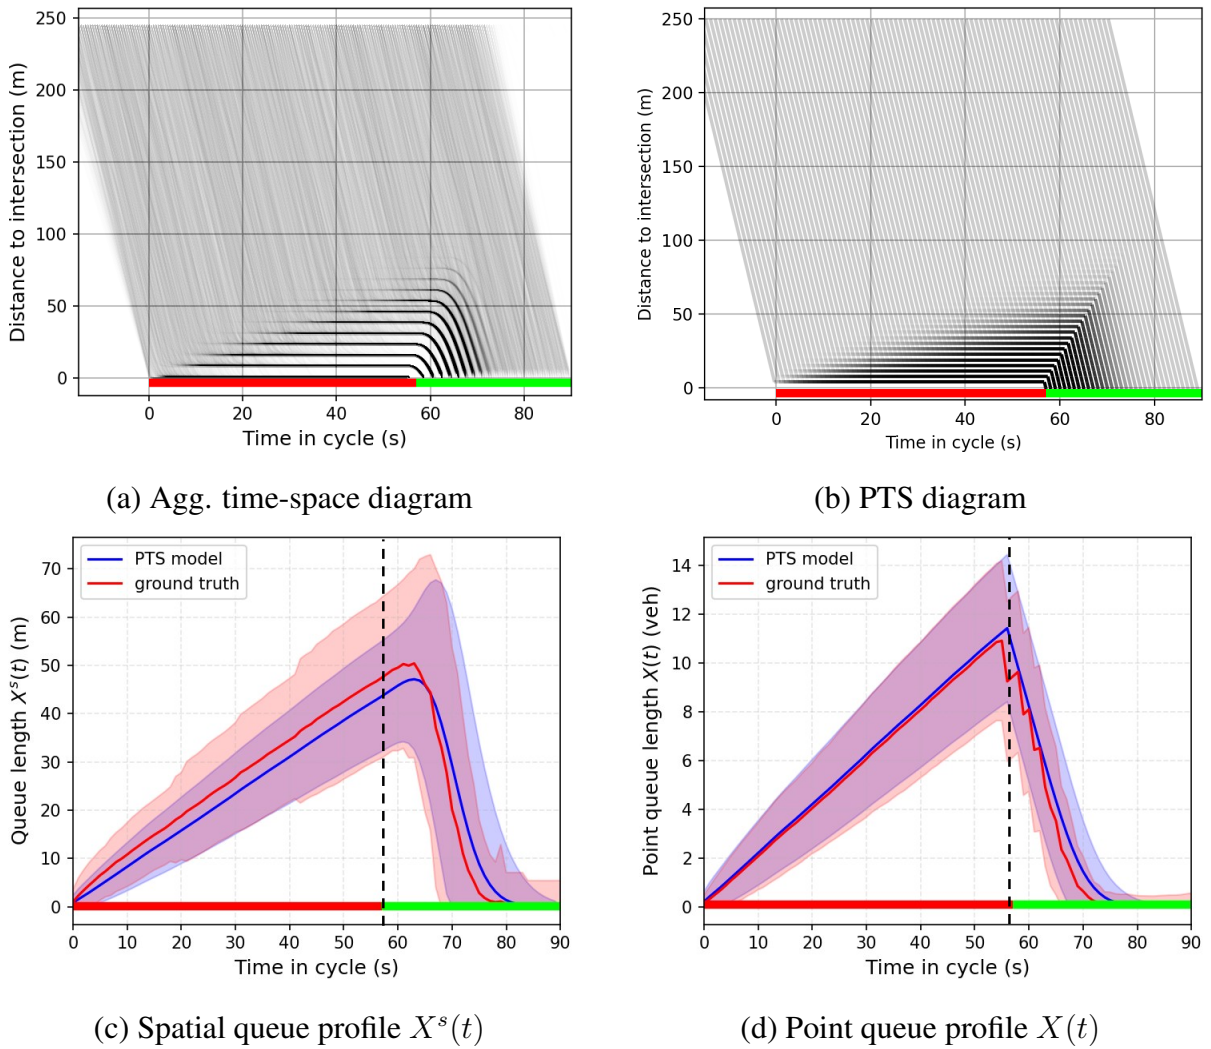 250
200
150
100
50
0
Distance to intersection (m)
0 20 40 60 80
Time in cycle (s)
(a) Agg. time-space diagram
250
200
150
100
50
0
Distance to intersection (m)
0 20 40 60 80
Time in cycle (s)
(b) PTS diagram
PTS model
ground truth
70
60
50
40
30
20
10
0
Queue length X^s(t) (m)
0 10 20 30 40 50 60 70 80 90
Time in cycle (s)
(c) Spatial queue profile X^s(t)
PTS model
ground truth
14
12
10
8
6
4
2
0
Point queue length X(t) (veh)
0 10 20 30 40 50 60 70 80 90
Time in cycle (s)
(d) Point queue profile X(t)